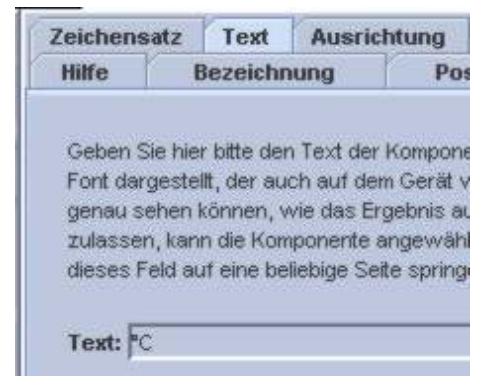 Zeichensatz Text Ausrichtung
Hilfe Bezeichnung
Geben Sie hier bitte den Text der
Font dargestellt, der auch auf dem Gerät
genau sehen können, wie das Ergebnis
zulassen, kann die Komponente
dieses Feld auf eine beliebige Seite
Text: °C